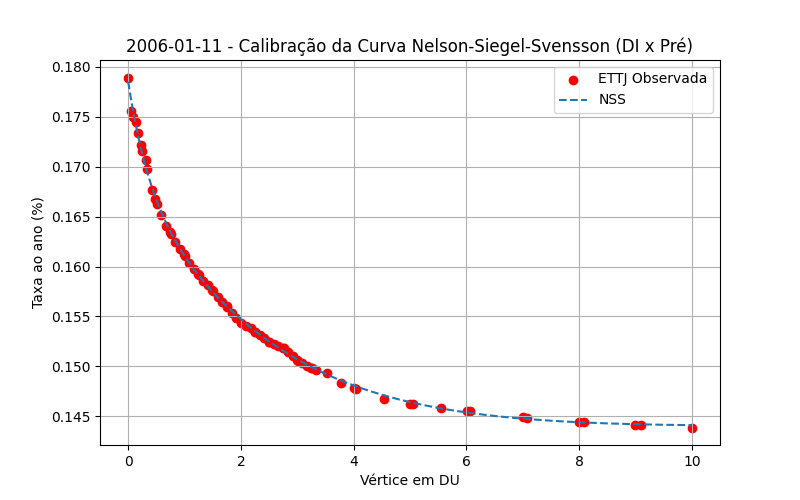 2006-01-11 - Calibração da Curva Nelson-Siegel-Svensson (DI x Pré)
ETTJ Observada
NSS
Taxa ao ano (%)
0.180
0.175
0.170
0.165
0.160
0.155
0.150
0.145
0 2 4 6 8 10
Vértice em DU